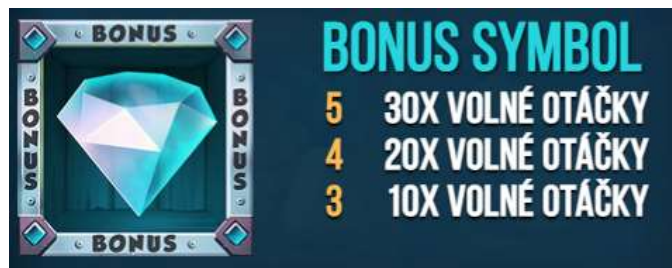 BONUS
BONUS
BONUS
BONUS
BONUS SYMBOL
5 30X VOLNÉ OTÁČKY
4 20X VOLNÉ OTÁČKY
3 10X VOLNÉ OTÁČKY